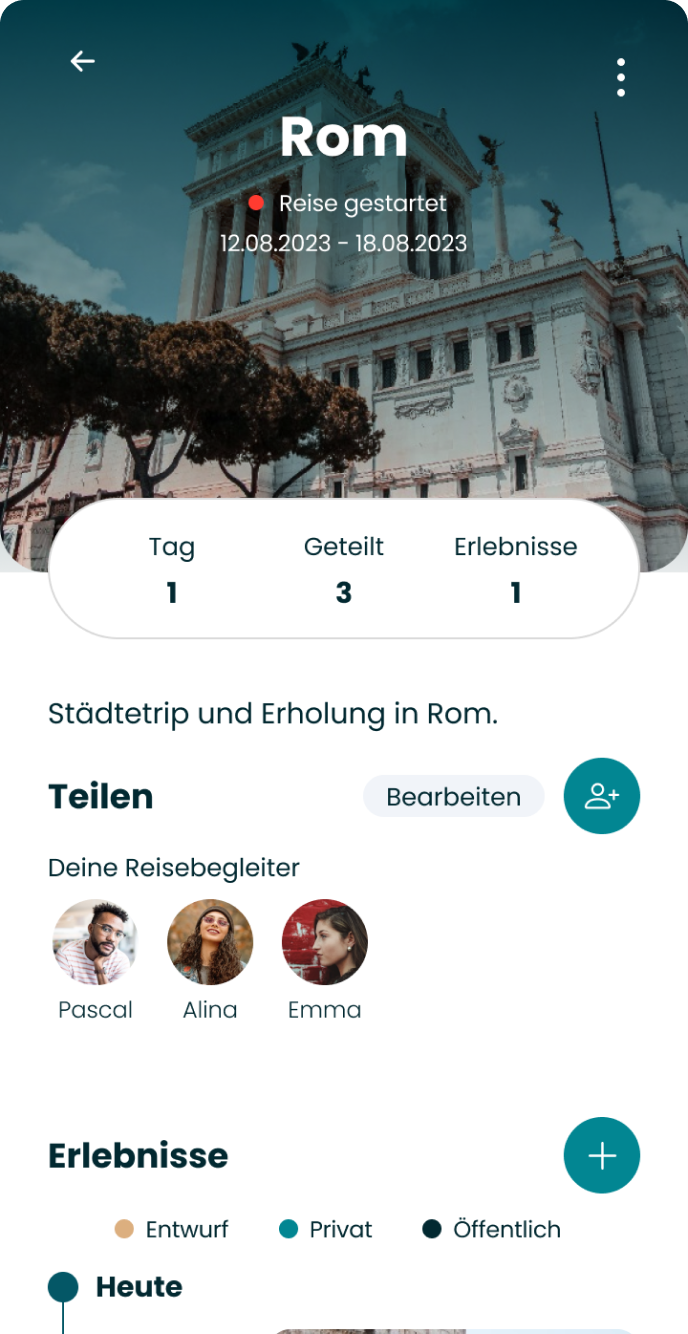 Rom
Reise gestartet
12.08.2023 - 18.08.2023
Tag Geteilt Erlebnisse
1 3 1
Städtetrip und Erholung in Rom.
Teilen Bearbeiten
Deine Reisebegleiter
Pascal Alina Emma
Erlebnisse
Entwurf Privat Öffentlich
Heute